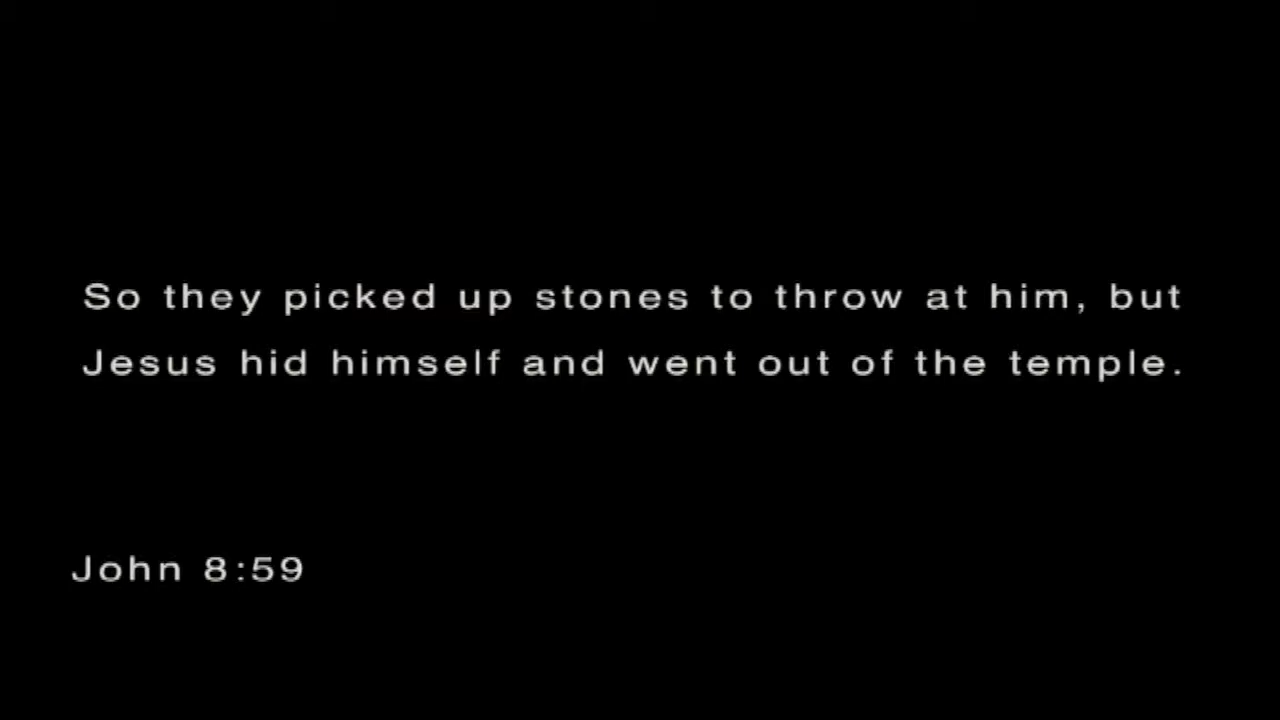 So they picked up stones to throw at him, but
Jesus hid himself and went out of the temple.
John 8:59